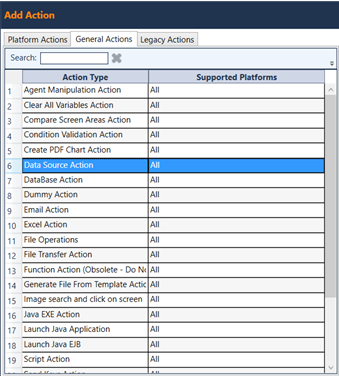 Add Action
Platform Actions General Actions Legacy Actions
Search:
Action Type Supported Platforms
1 Agent Manipulation Action All
2 Clear All Variables Action All
3 Compare Screen Areas Action All
4 Condition Validation Action All
5 Create PDF Chart Action All
6 Data Source Action All
7 DataBase Action All
8 Dummy Action All
9 Email Action All
10 Excel Action All
11 File Operations All
12 File Transfer Action All
13 Function Action (Obsolete - Do No All
14 Generate File From Template Actio All
15 Image search and click on screen All
16 Java EXE Action All
17 Launch Java Application All
18 Launch Java EJB All
19 Script Action All